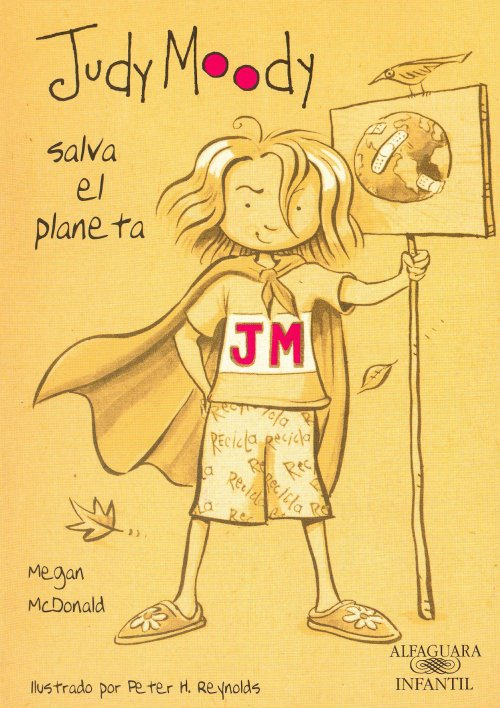 Judy Moody
salva
el
planeta
JM
Recicla
Recicla Recicla
Recicla
Recicla
Megan
McDonald
ALFAGUARA
INFANTIL
Ilustrado por Peter H. Reynolds